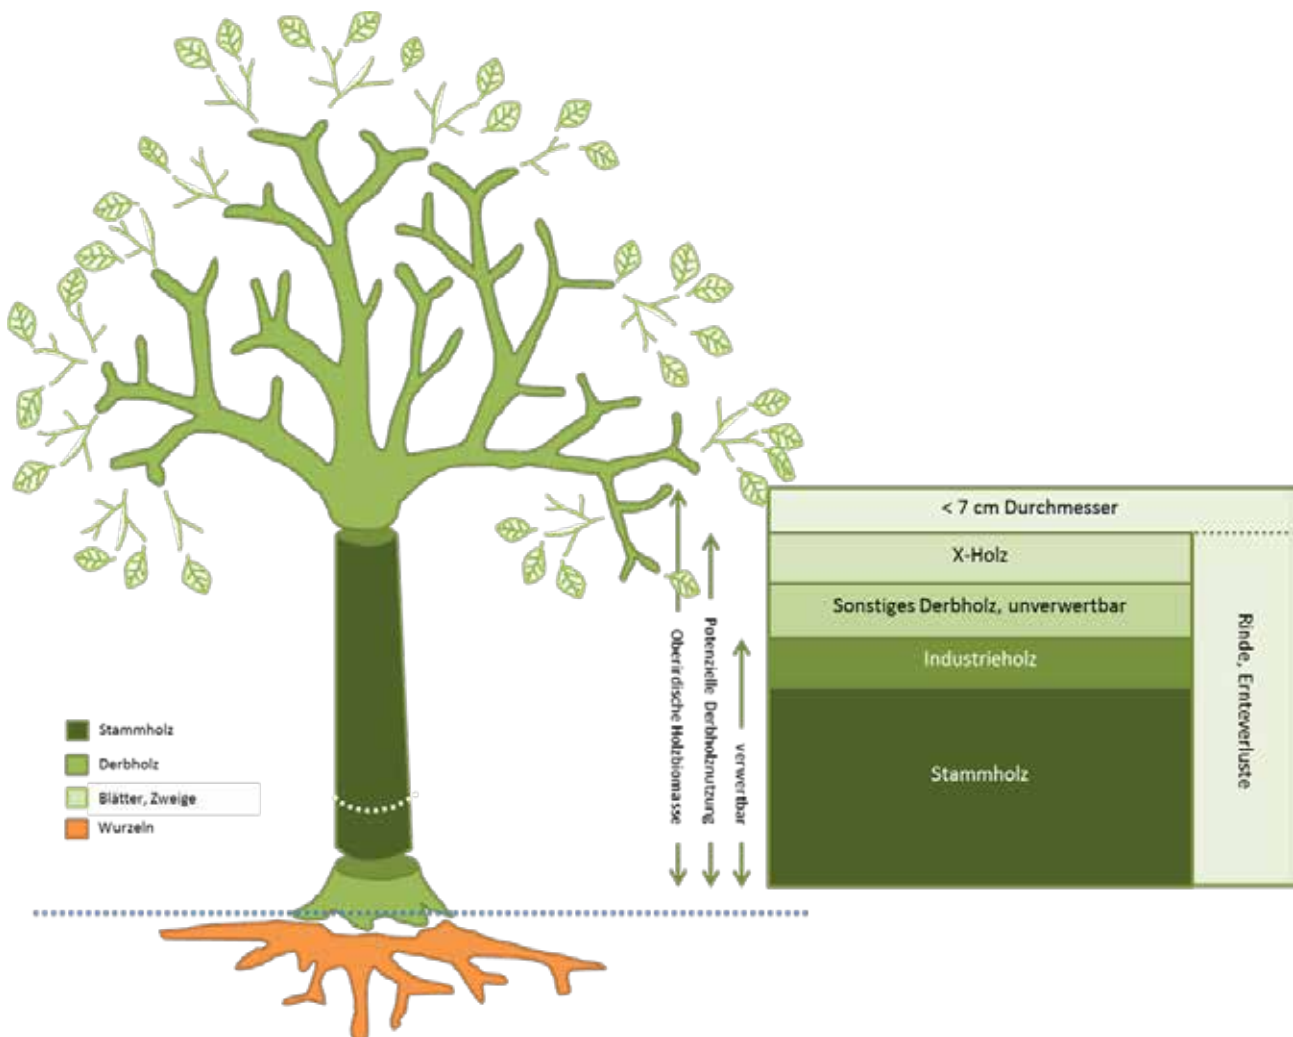 < 7 cm Durchmesser
X-Holz
Sonstiges Derbholz, unverwertbar
Industrieholz
Stammholz
Rinde, Ernteverluste
Oberirdische Holzbiomasse
Potenzielle Derbholznutzung
verwertbar
Stammholz
Derbholz
Blätter, Zweige
Wurzeln